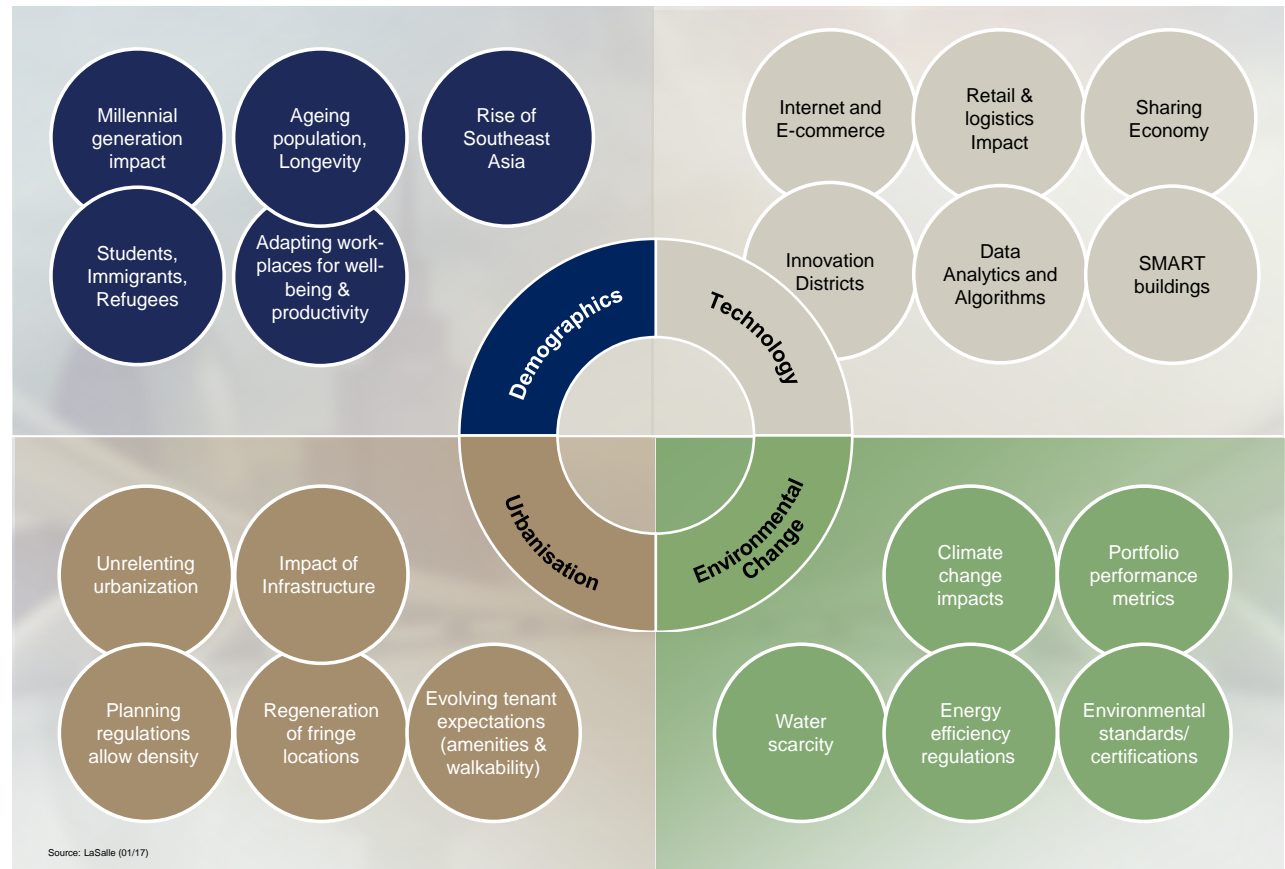 Millennial
generation
impact
Ageing
population,
Longevity
Rise of
Southeast
Asia
Students,
Immigrants,
Refugees
Adapting work-
places for well-
being &
productivity
Internet and
E-commerce
Retail &
logistics
Impact
Sharing
Economy
Innovation
Districts
Data
Analytics and
Algorithms
SMART
buildings
Demographics
Technology
Urbanisation
Environmental
Change
Unrelenting
urbanization
Impact of
Infrastructure
Planning
regulations
allow density
Regeneration
of fringe
locations
Evolving tenant
expectations
(amenities &
walkability)
Climate
change
impacts
Portfolio
performance
metrics
Water
scarcity
Energy
efficiency
regulations
Environmental
standards/
certifications
Source: LaSalle (01/17)